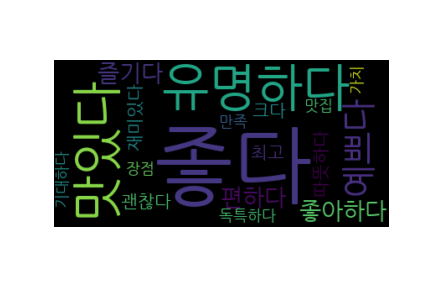 즐기다
유명하다
가치
맛있다
재미있다
크다
맛집
만족
예쁘다
좋다
최고
따뜻하다
기대하다
장점
편하다
괜찮다
독특하다
좋아하다